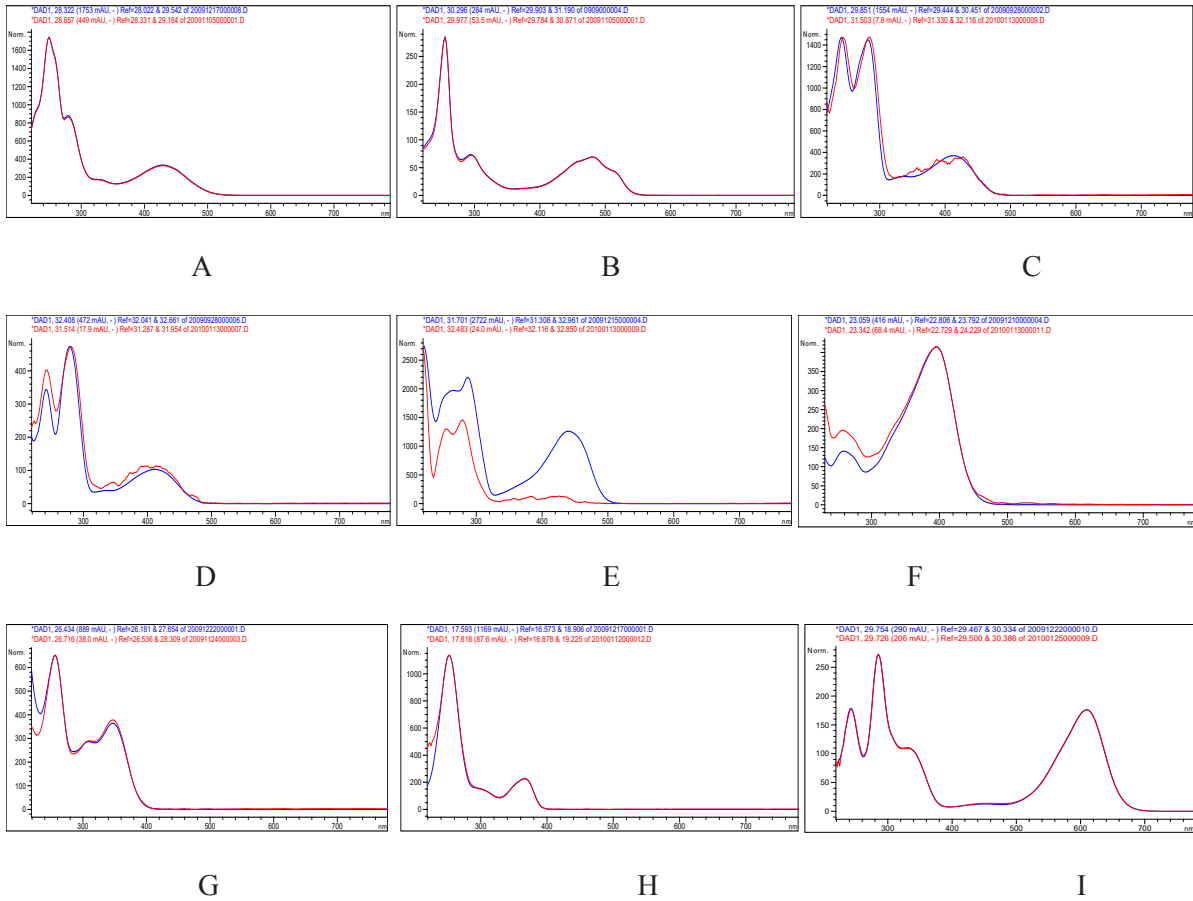 *DAD1, 28.322 (1753 mAU, - ) Ref=28.022 & 29.542 of 20091217000008.D
*DAD1, 28.657 (449 mAU, - ) Ref=28.331 & 29.164 of 20091105000001.D
Norm.
1600
1400
1200
1000
800
600
400
200
0
300 400 500 600 700 nm
A
*DAD1, 30.296 (284 mAU, - ) Ref=29.903 & 31.190 of 0909000004.D
*DAD1, 29.977 (53.5 mAU, - ) Ref=29.784 & 30.871 of 20091105000001.D
Norm.
250
200
150
100
50
0
300 400 500 600 700 nm
B
*DAD1, 29.851 (1554 mAU, - ) Ref=29.444 & 30.451 of 20090928000002.D
*DAD1, 31.503 (7.8 mAU, - ) Ref=31.330 & 32.116 of 20100113000009.D
Norm.
1400
1200
1000
800
600
400
200
0
300 400 500 600 700 nm
C
*DAD1, 32.408 (472 mAU, - ) Ref=32.041 & 32.661 of 20090928000006.D
*DAD1, 31.514 (17.9 mAU, - ) Ref=31.287 & 31.954 of 20100113000007.D
Norm.
400
300
200
100
0
300 400 500 600 700 nm
D
*DAD1, 31.701 (2722 mAU, - ) Ref=31.308 & 32.961 of 20091215000004.D
*DAD1, 32.483 (24.0 mAU, - ) Ref=32.116 & 32.850 of 20100113000009.D
Norm.
2500
2000
1500
1000
500
0
300 400 500 600 700 nm
E
*DAD1, 23.059 (416 mAU, - ) Ref=22.806 & 23.792 of 20091210000004.D
*DAD1, 23.342 (68.4 mAU, - ) Ref=22.729 & 24.229 of 20100113000011.D
Norm.
350
300
250
200
150
100
50
0
300 400 500 600 700 nm
F
*DAD1, 26.434 (889 mAU, - ) Ref=26.181 & 27.654 of 20091222000001.D
*DAD1, 26.716 (38.0 mAU, - ) Ref=26.536 & 28.309 of 20091124000003.D
Norm.
600
500
400
300
200
100
0
300 400 500 600 700 nm
G
*DAD1, 17.593 (1169 mAU, - ) Ref=16.573 & 18.906 of 20091217000001.D
*DAD1, 17.818 (87.6 mAU, - ) Ref=16.878 & 19.225 of 20100112000012.D
Norm.
1000
800
600
400
200
0
300 400 500 600 700 nm
H
*DAD1, 29.754 (290 mAU, - ) Ref=29.467 & 30.334 of 20091222000010.D
*DAD1, 29.726 (206 mAU, - ) Ref=29.500 & 30.386 of 20100125000009.D
Norm.
250
200
150
100
50
0
300 400 500 600 700 nm
I